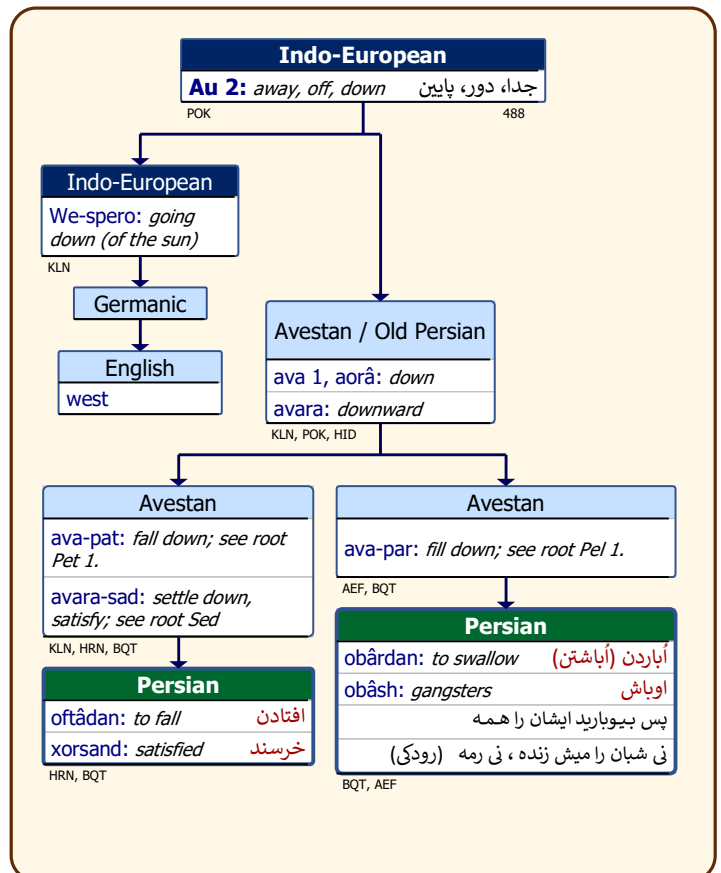 Indo-European
Au 2: away, off, down جدا، دور، پایین
POK 488
Indo-European
We-spero: going
down (of the sun)
KLN
Germanic
English
west
Avestan / Old Persian
ava 1, aorâ: down
avara: downward
KLN, POK, HID
Avestan
ava-pat: fall down; see root
Pet 1.
avara-sad: settle down,
satisfy; see root Sed
KLN, HRN, BQT
Persian
oftâdan: to fall افتادن
xorsand: satisfied خرسند
HRN, BQT
Avestan
ava-par: fill down; see root Pel 1.
AEF, BQT
Persian
obârdan: to swallow اُباردن (اُباشتن)
obâsh: gangsters اوباش
پس بـیـوبارید ایشان را هـمـه
نی شبان را میش زنده ، نی رمه (رودکی)
BQT, AEF